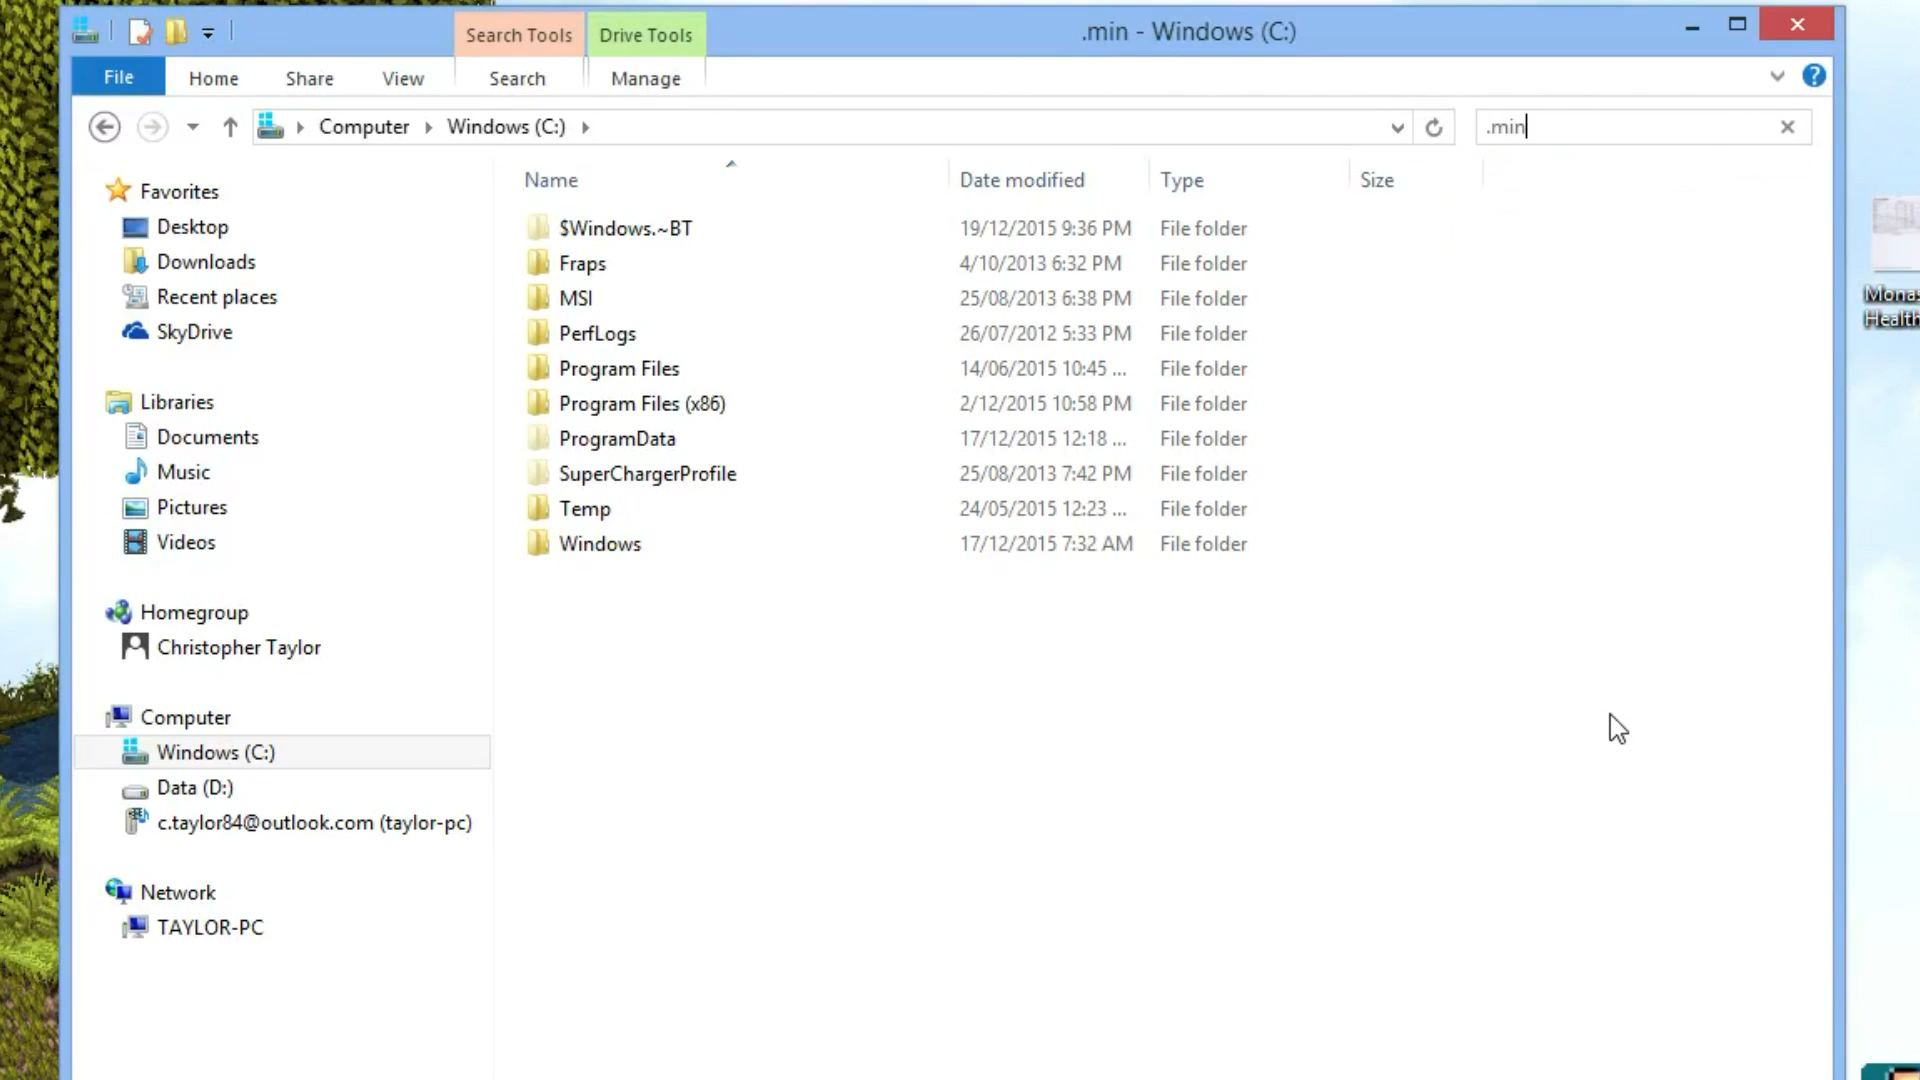 Search Tools Drive Tools .min - Windows (C:)
File Home Share View Search Manage
Computer Windows (C:) .min
Name Date modified Type Size
Favorites
Desktop
Downloads
Recent places
SkyDrive
Libraries
Documents
Music
Pictures
Videos
Homegroup
Christopher Taylor
Computer
Windows (C:)
Data (D:)
c.taylor84@outlook.com (taylor-pc)
Network
TAYLOR-PC
$Windows.~BT 19/12/2015 9:36 PM File folder
Fraps 4/10/2013 6:32 PM File folder
MSI 25/08/2013 6:38 PM File folder
PerfLogs 26/07/2012 5:33 PM File folder
Program Files 14/06/2015 10:45 ... File folder
Program Files (x86) 2/12/2015 10:58 PM File folder
ProgramData 17/12/2015 12:18 ... File folder
SuperChargerProfile 25/08/2013 7:42 PM File folder
Temp 24/05/2015 12:23 ... File folder
Windows 17/12/2015 7:32 AM File folder
Health